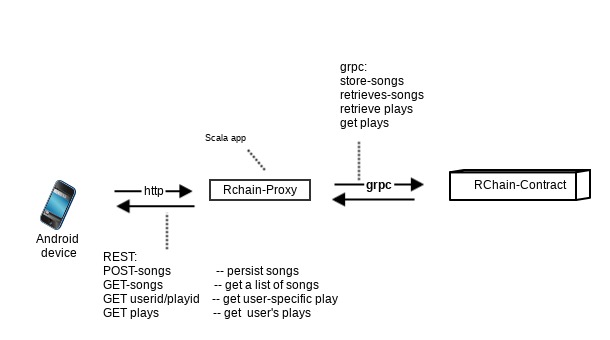 grpc:
store-songs
retrieves-songs
retrieve plays
get plays
Scala app
http
Rchain-Proxy
grpc
RChain-Contract
Android
device
REST:
POST-songs -- persist songs
GET-songs -- get a list of songs
GET userid/playid -- get user-specific play
GET plays -- get user's plays